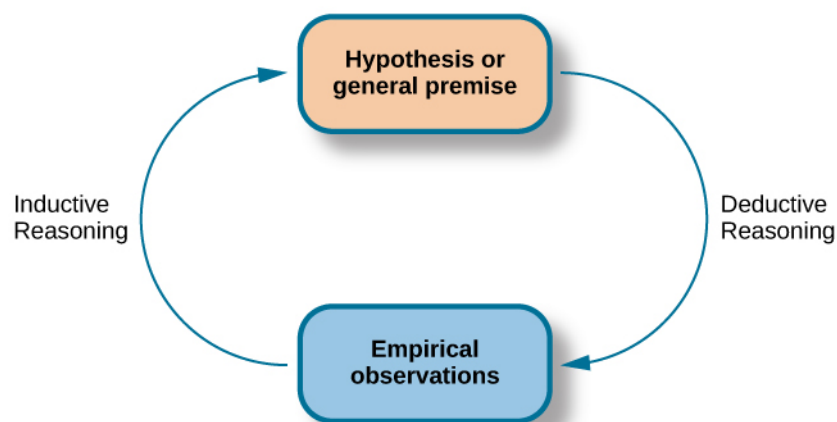 Hypothesis or
general premise
Inductive
Reasoning
Deductive
Reasoning
Empirical
observations